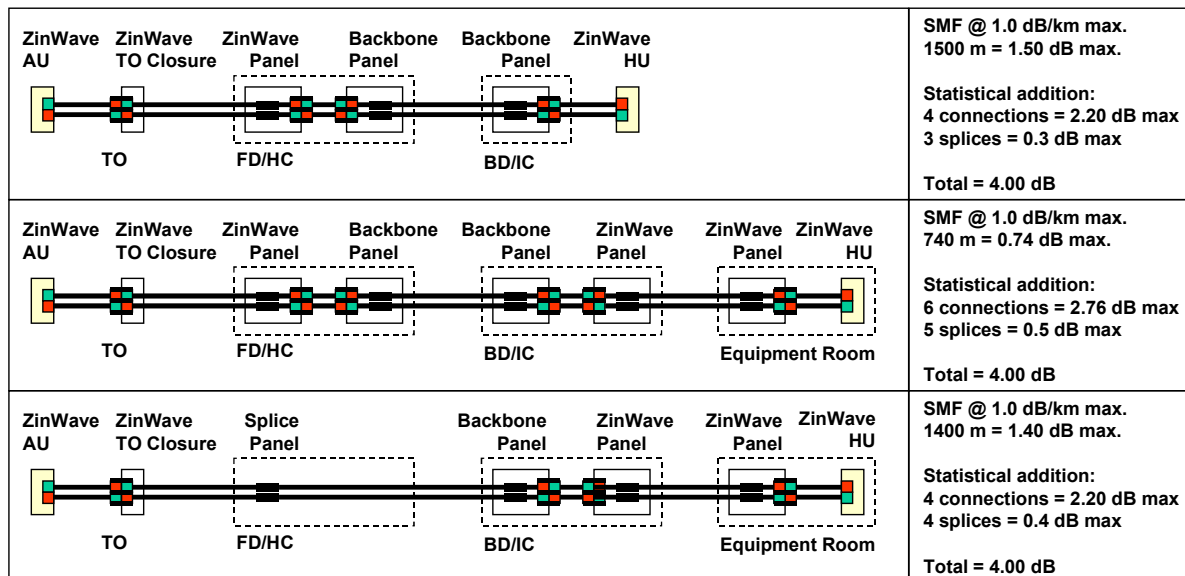 ZinWave AU
ZinWave TO Closure
ZinWave Panel
Backbone Panel
Backbone Panel
ZinWave HU
TO
FD/HC
BD/IC
SMF @ 1.0 dB/km max.
1500 m = 1.50 dB max.
Statistical addition:
4 connections = 2.20 dB max
3 splices = 0.3 dB max
Total = 4.00 dB
ZinWave AU
ZinWave TO Closure
ZinWave Panel
Backbone Panel
Backbone Panel
ZinWave Panel
ZinWave Panel
ZinWave HU
TO
FD/HC
BD/IC
Equipment Room
SMF @ 1.0 dB/km max.
740 m = 0.74 dB max.
Statistical addition:
6 connections = 2.76 dB max
5 splices = 0.5 dB max
Total = 4.00 dB
ZinWave AU
ZinWave TO Closure
Splice Panel
Backbone Panel
ZinWave Panel
ZinWave Panel
ZinWave HU
TO
FD/HC
BD/IC
Equipment Room
SMF @ 1.0 dB/km max.
1400 m = 1.40 dB max.
Statistical addition:
4 connections = 2.20 dB max
4 splices = 0.4 dB max
Total = 4.00 dB